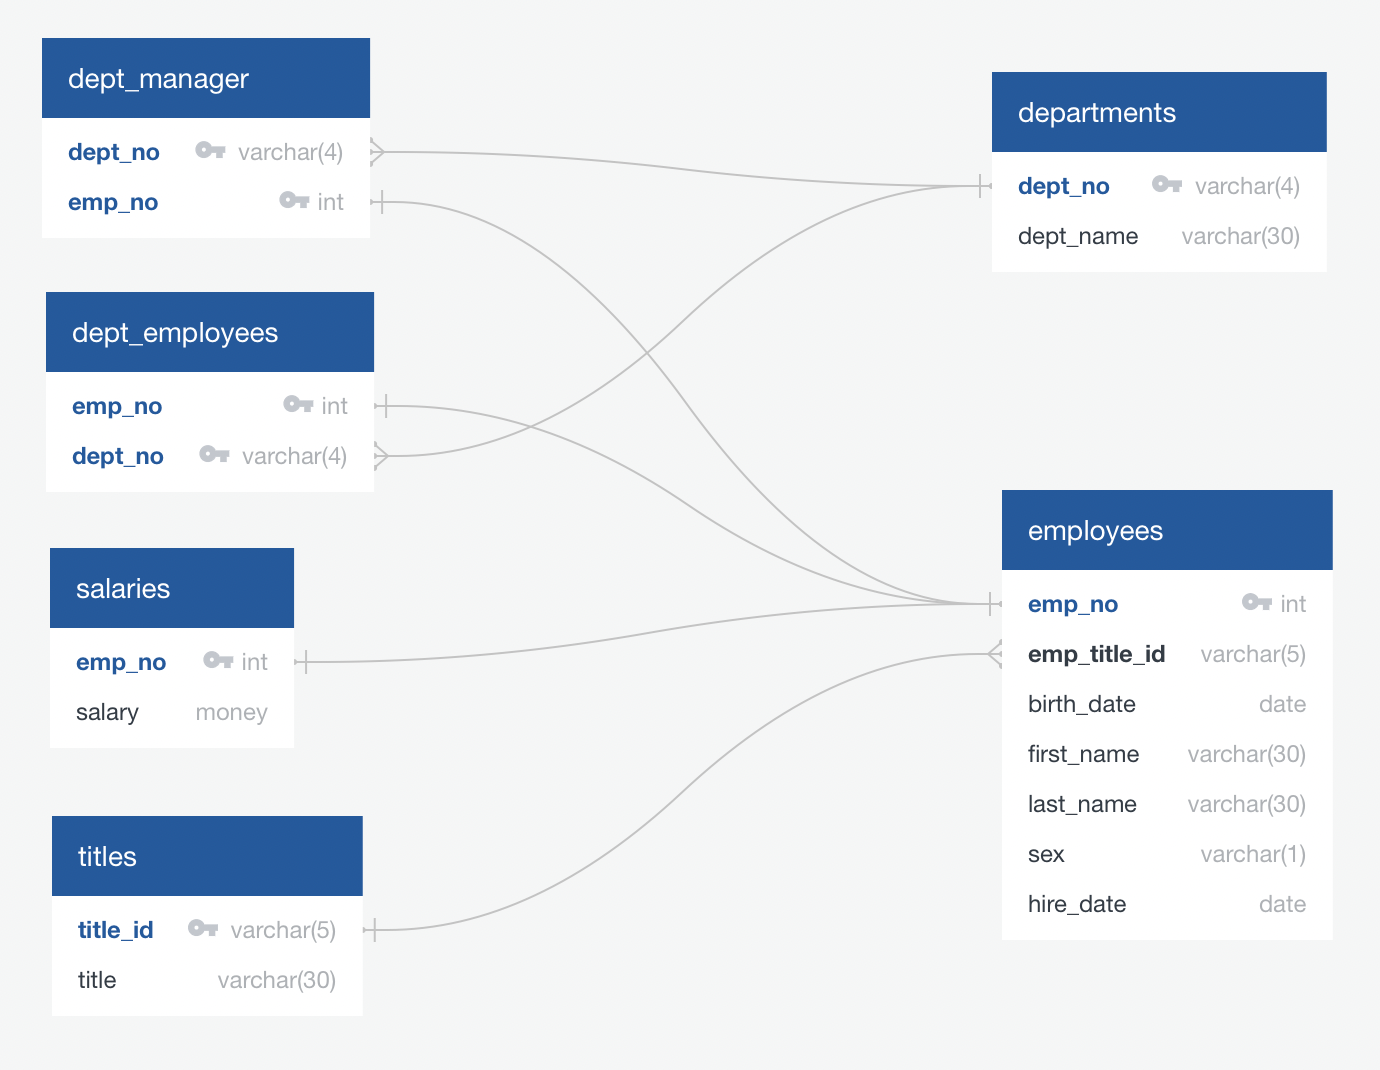 dept_manager
dept_no varchar(4)
emp_no int
dept_employees
emp_no int
dept_no varchar(4)
salaries
emp_no int
salary money
titles
title_id varchar(5)
title varchar(30)
departments
dept_no varchar(4)
dept_name varchar(30)
employees
emp_no int
emp_title_id varchar(5)
birth_date date
first_name varchar(30)
last_name varchar(30)
sex varchar(1)
hire_date date